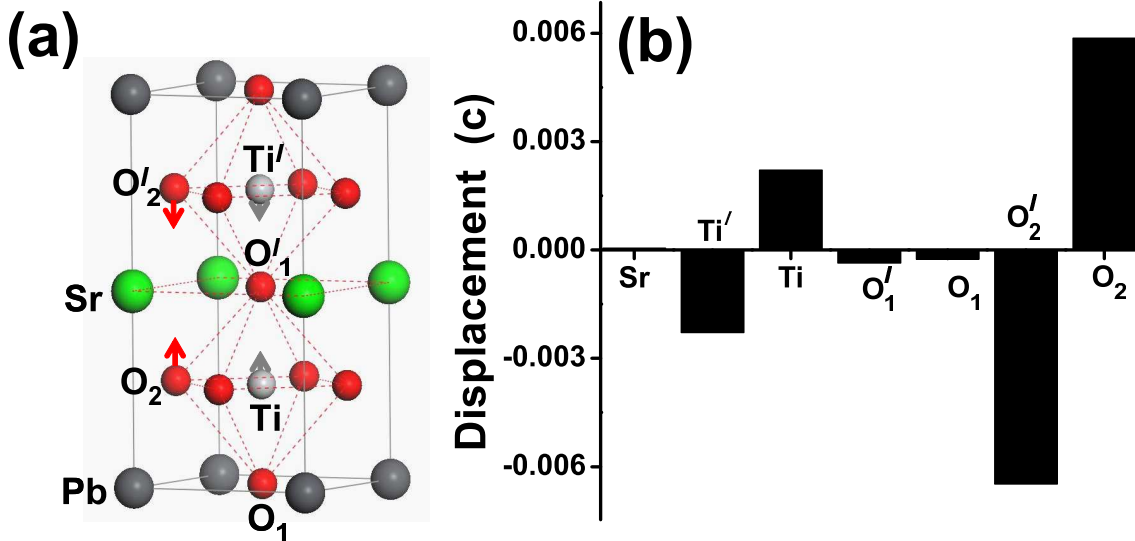 (a)
Ti′
O′₂
O′₁
Sr
O₂
Ti
Pb
O₁
(b)
Displacement (c)
0.006
0.003
0.000
-0.003
-0.006
Sr
Ti′
Ti
O′₁
O₁
O′₂
O₂